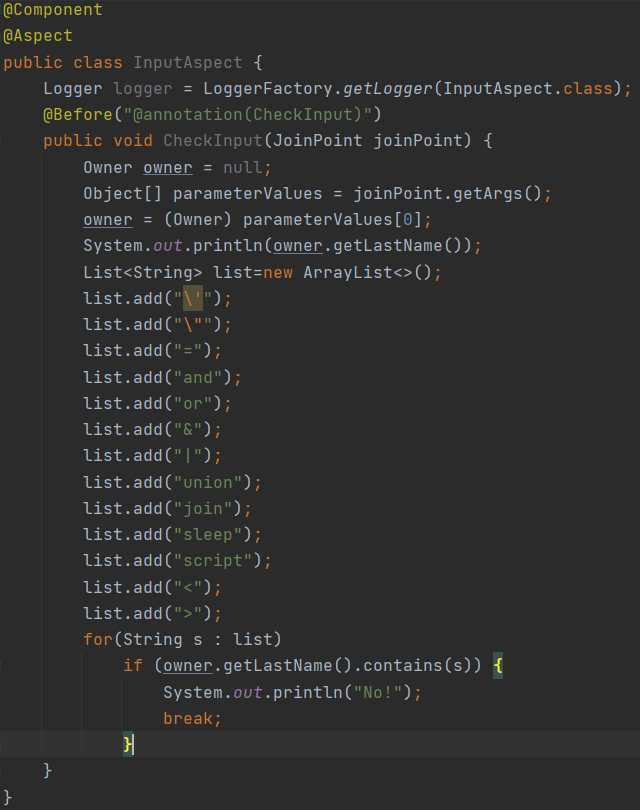 @Component
@Aspect
public class InputAspect {
    Logger logger = LoggerFactory.getLogger(InputAspect.class);
    @Before("@annotation(CheckInput)")
    public void CheckInput(JoinPoint joinPoint) {
        Owner owner = null;
        Object[] parameterValues = joinPoint.getArgs();
        owner = (Owner) parameterValues[0];
        System.out.println(owner.getLastName());
        List<String> list=new ArrayList<>();
        list.add("\'");
        list.add("\"");
        list.add("=");
        list.add("and");
        list.add("or");
        list.add("&");
        list.add("|");
        list.add("union");
        list.add("join");
        list.add("sleep");
        list.add("script");
        list.add("<");
        list.add(">");
        for(String s : list)
            if (owner.getLastName().contains(s)) {
                System.out.println("No!");
                break;
            }
    }
}